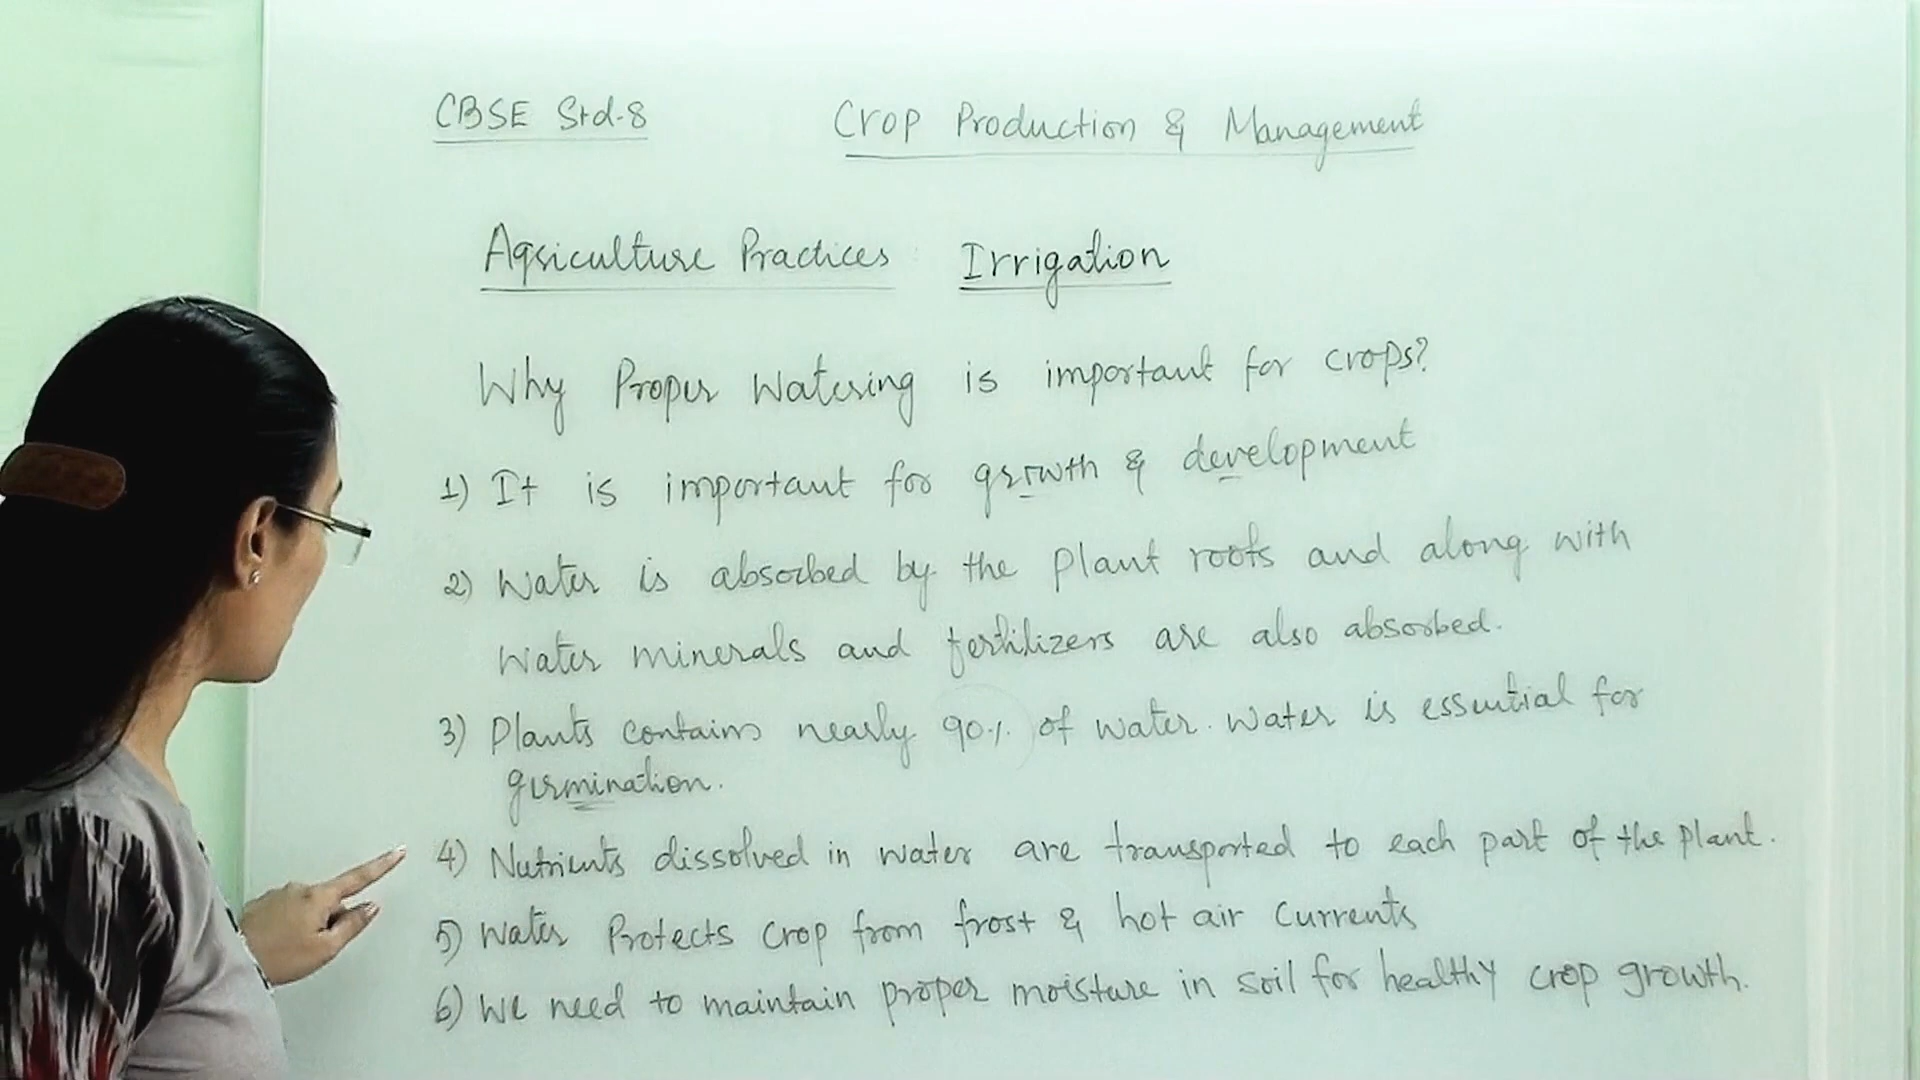 CBSE Std-8
Crop Production & Management
Agriculture Practices Irrigation
Why Proper Watering is important for crops?
1) It is important for growth & development
2) Water is absorbed by the plant roots and along with
water minerals and fertilizers are also absorbed.
3) Plants contains nearly 90% of water. Water is essential for
germination.
4) Nutrients dissolved in water are transported to each part of the plant.
5) Water Protects crop from frost & hot air currents
6) We need to maintain proper moisture in soil for healthy crop growth.